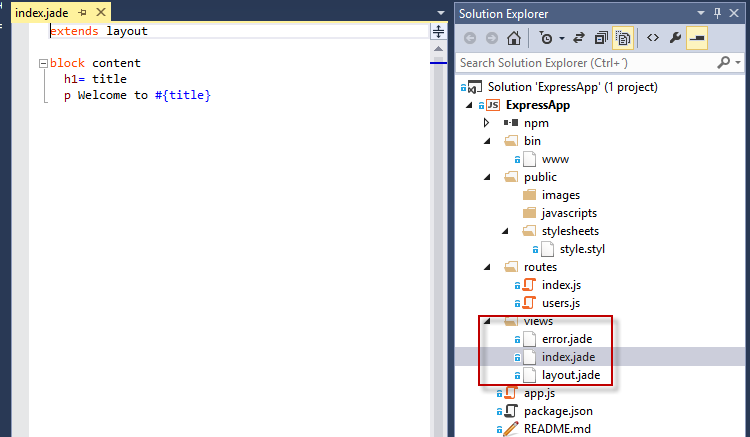 index.jade
extends layout
block content
h1= title
p Welcome to #{title}
Solution Explorer
Search Solution Explorer (Ctrl+´)
Solution 'ExpressApp' (1 project)
JS ExpressApp
npm
bin
www
public
images
javascripts
stylesheets
style.styl
routes
index.js
users.js
views
error.jade
index.jade
layout.jade
app.js
package.json
README.md